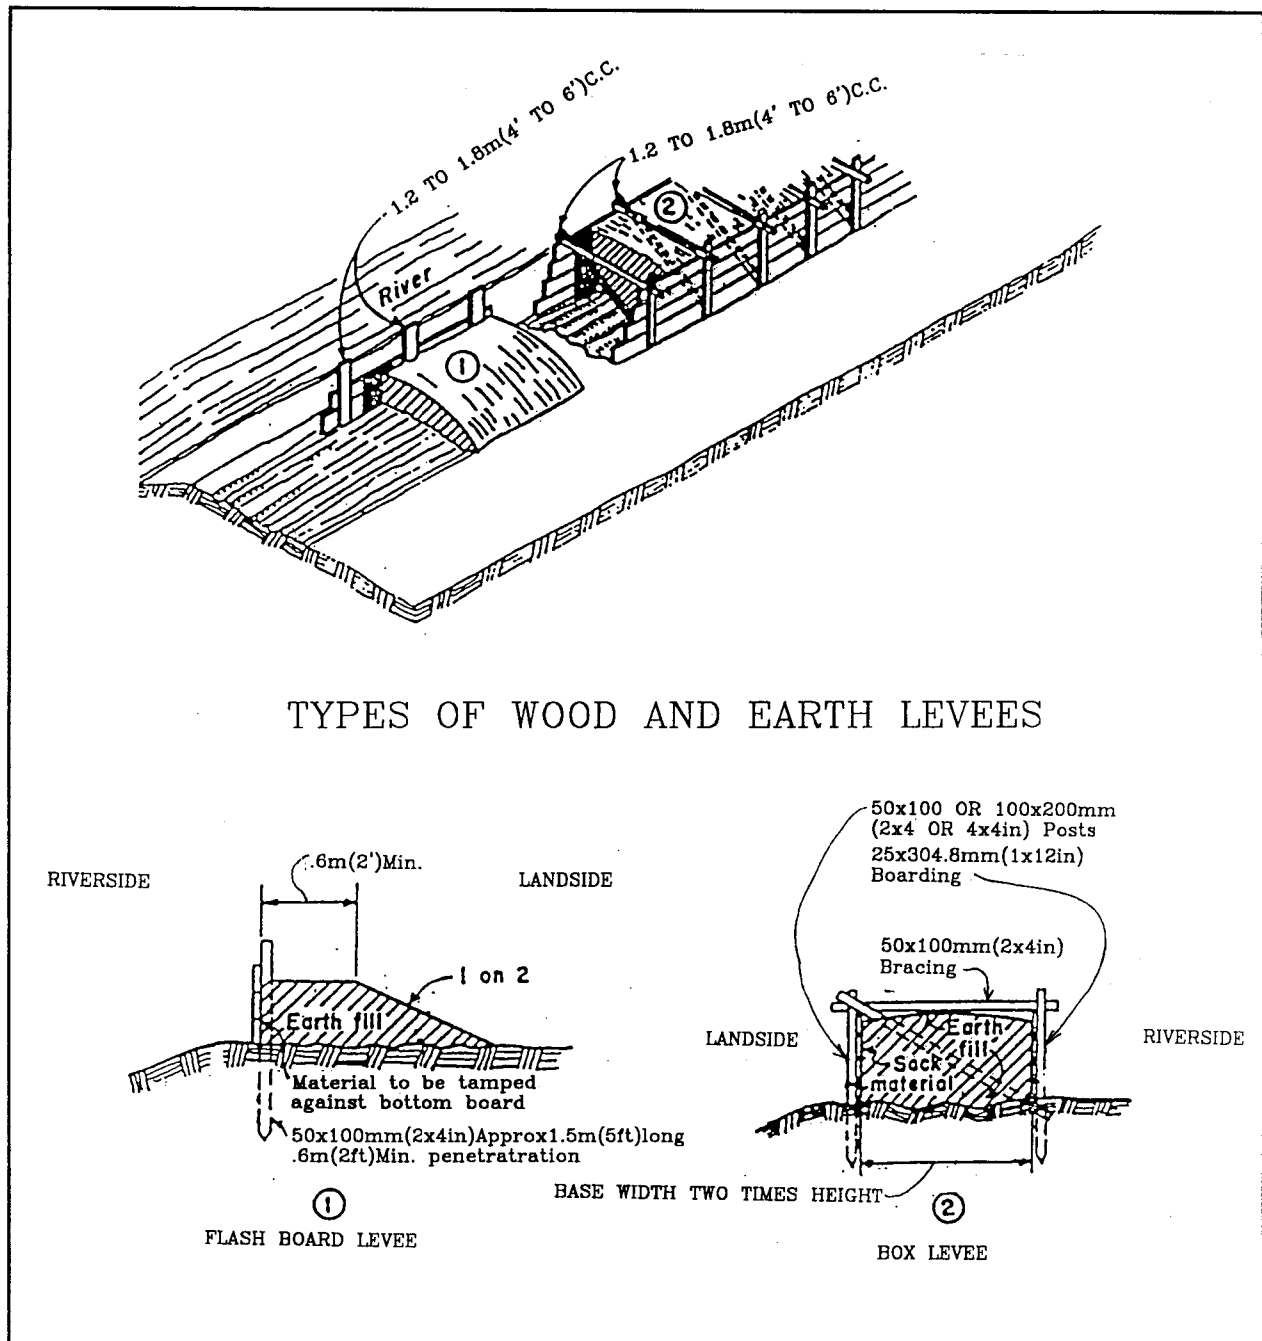 1.2 TO 1.8m(4' TO 6')C.C.
1.2 TO 1.8m(4' TO 6')C.C.
River
1
2
TYPES OF WOOD AND EARTH LEVEES
RIVERSIDE
.6m(2')Min.
LANDSIDE
1 on 2
Earth fill
Material to be tamped
against bottom board
50x100mm(2x4in)Approx1.5m(5ft)long
.6m(2ft)Min. penetratration
1
FLASH BOARD LEVEE
50x100 OR 100x200mm
(2x4 OR 4x4in) Posts
25x304.8mm(1x12in)
Boarding
50x100mm(2x4in)
Bracing
LANDSIDE
Earth
fill
Sack
material
RIVERSIDE
BASE WIDTH TWO TIMES HEIGHT
2
BOX LEVEE